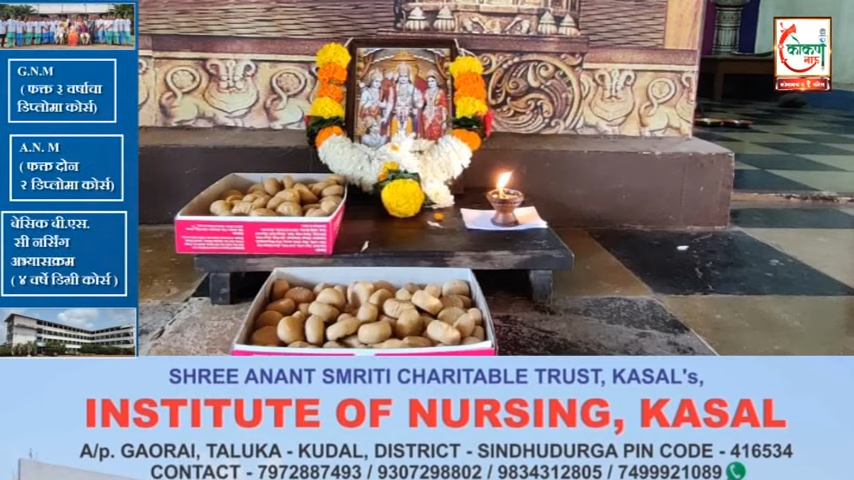 G.N.M
( फक्त ३ वर्षाचा
डिप्लोमा कोर्स)
A.N. M
( फक्त दोन
२ डिप्लोमा कोर्स)
बेसिक बी.एस.
सी नर्सिंग
अभ्यासक्रम
( ४ वर्षे डिग्री कोर्स )
कोकण
नाऊ
SHREE ANANT SMRITI CHARITABLE TRUST, KASAL's,
INSTITUTE OF NURSING, KASAL
A/p. GAORAI, TALUKA - KUDAL, DISTRICT - SINDHUDURGA PIN CODE - 416534
CONTACT - 7972887493 / 9307298802 / 9834312805 / 7499921089